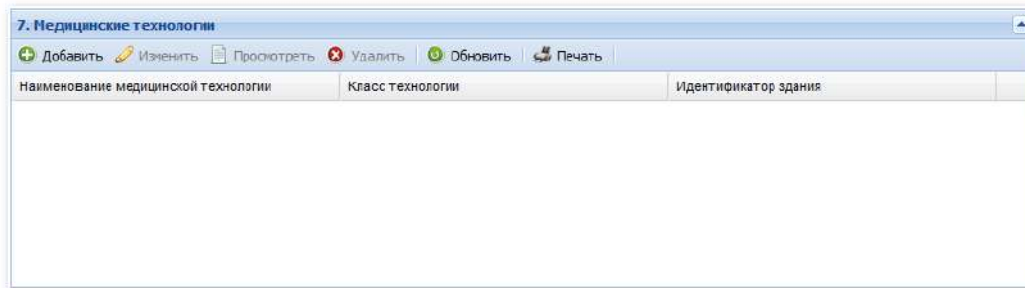 7. Медицинские технологии
Добавить Изменить Просмотреть Удалить Обновить Печать
Наименование медицинской технологии Класс технологии Идентификатор здания